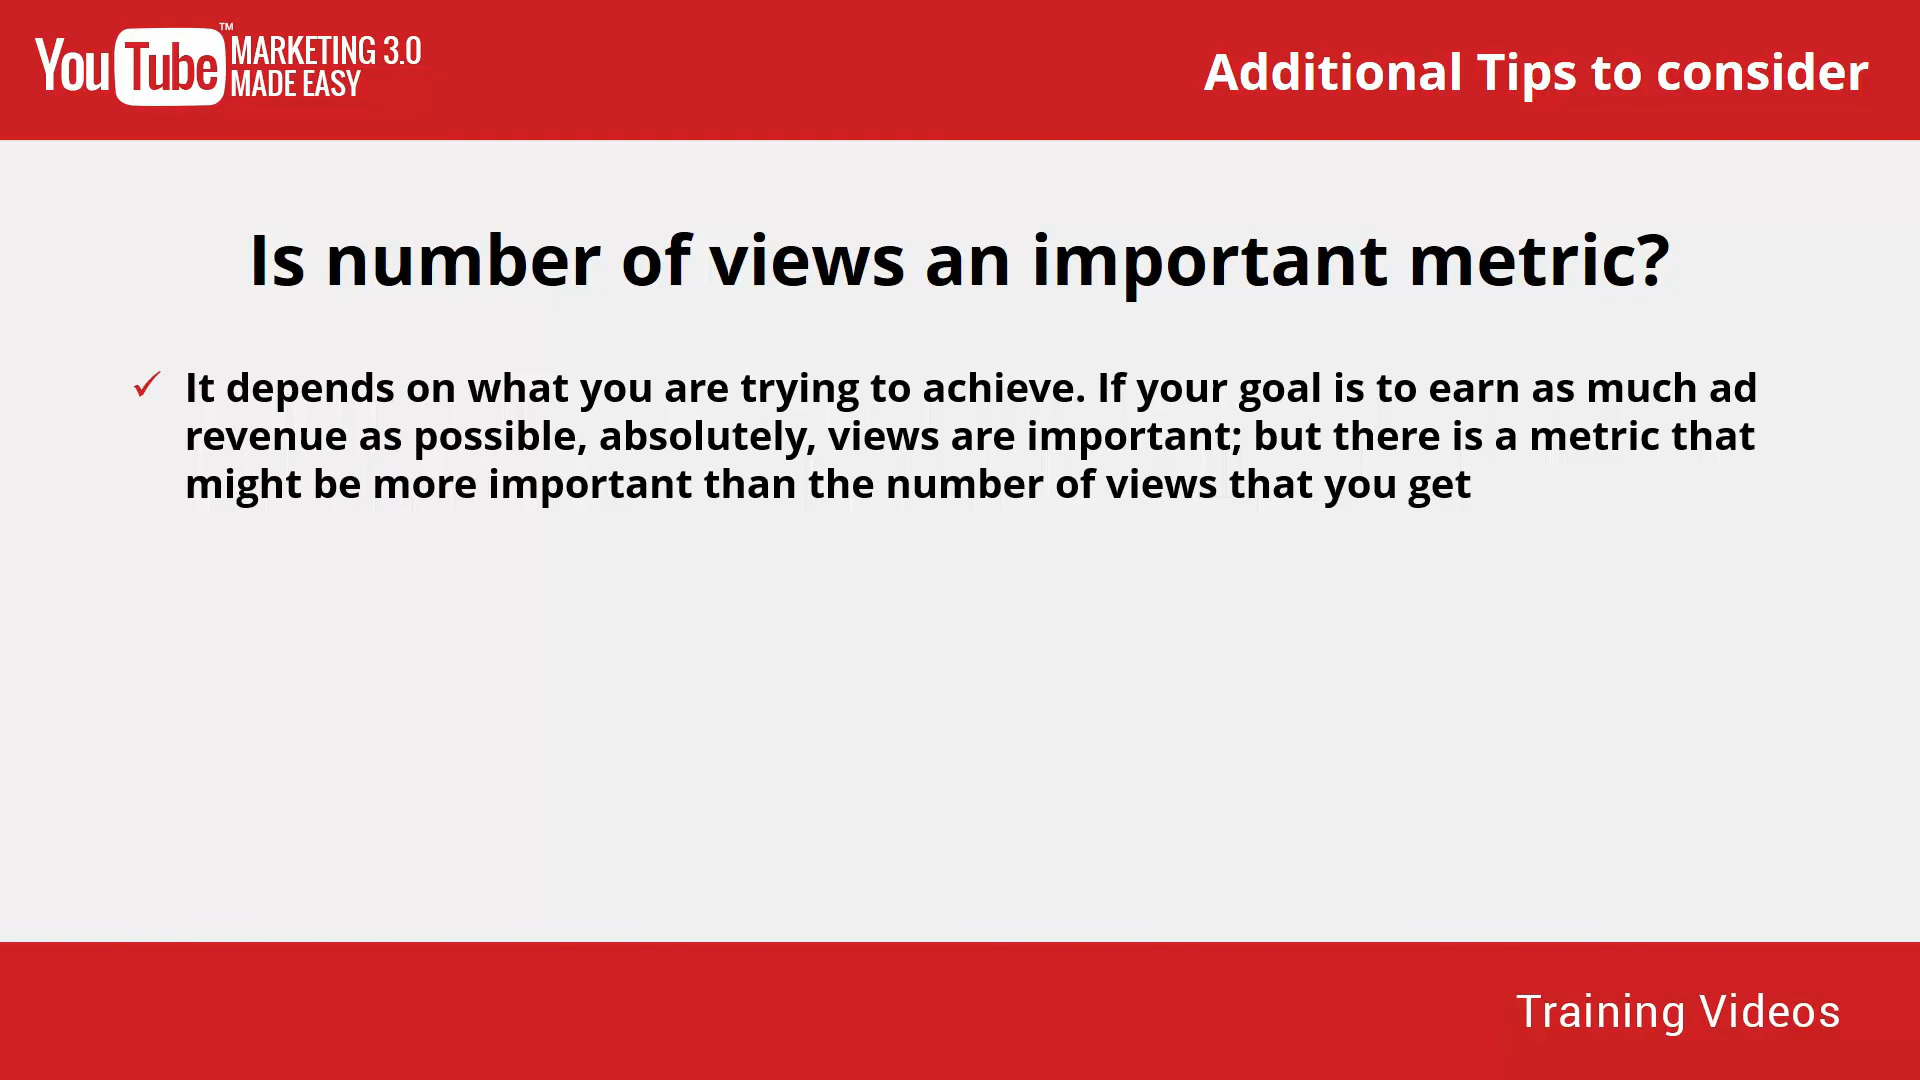 YouTube™ MARKETING 3.0
MADE EASY
Additional Tips to consider
Is number of views an important metric?
It depends on what you are trying to achieve. If your goal is to earn as much ad
revenue as possible, absolutely, views are important; but there is a metric that
might be more important than the number of views that you get
Training Videos